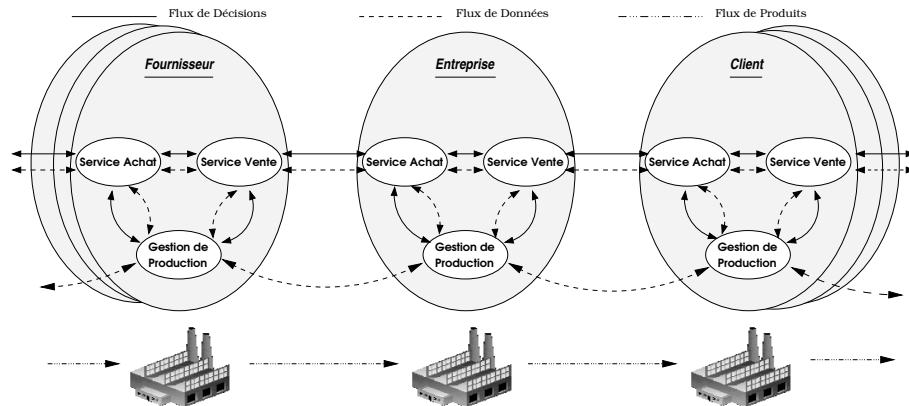 Flux de Décisions
Flux de Données
Flux de Produits
Fournisseur
Entreprise
Client
Service Achat
Service Vente
Service Achat
Service Vente
Service Achat
Service Vente
Gestion de
Production
Gestion de
Production
Gestion de
Production